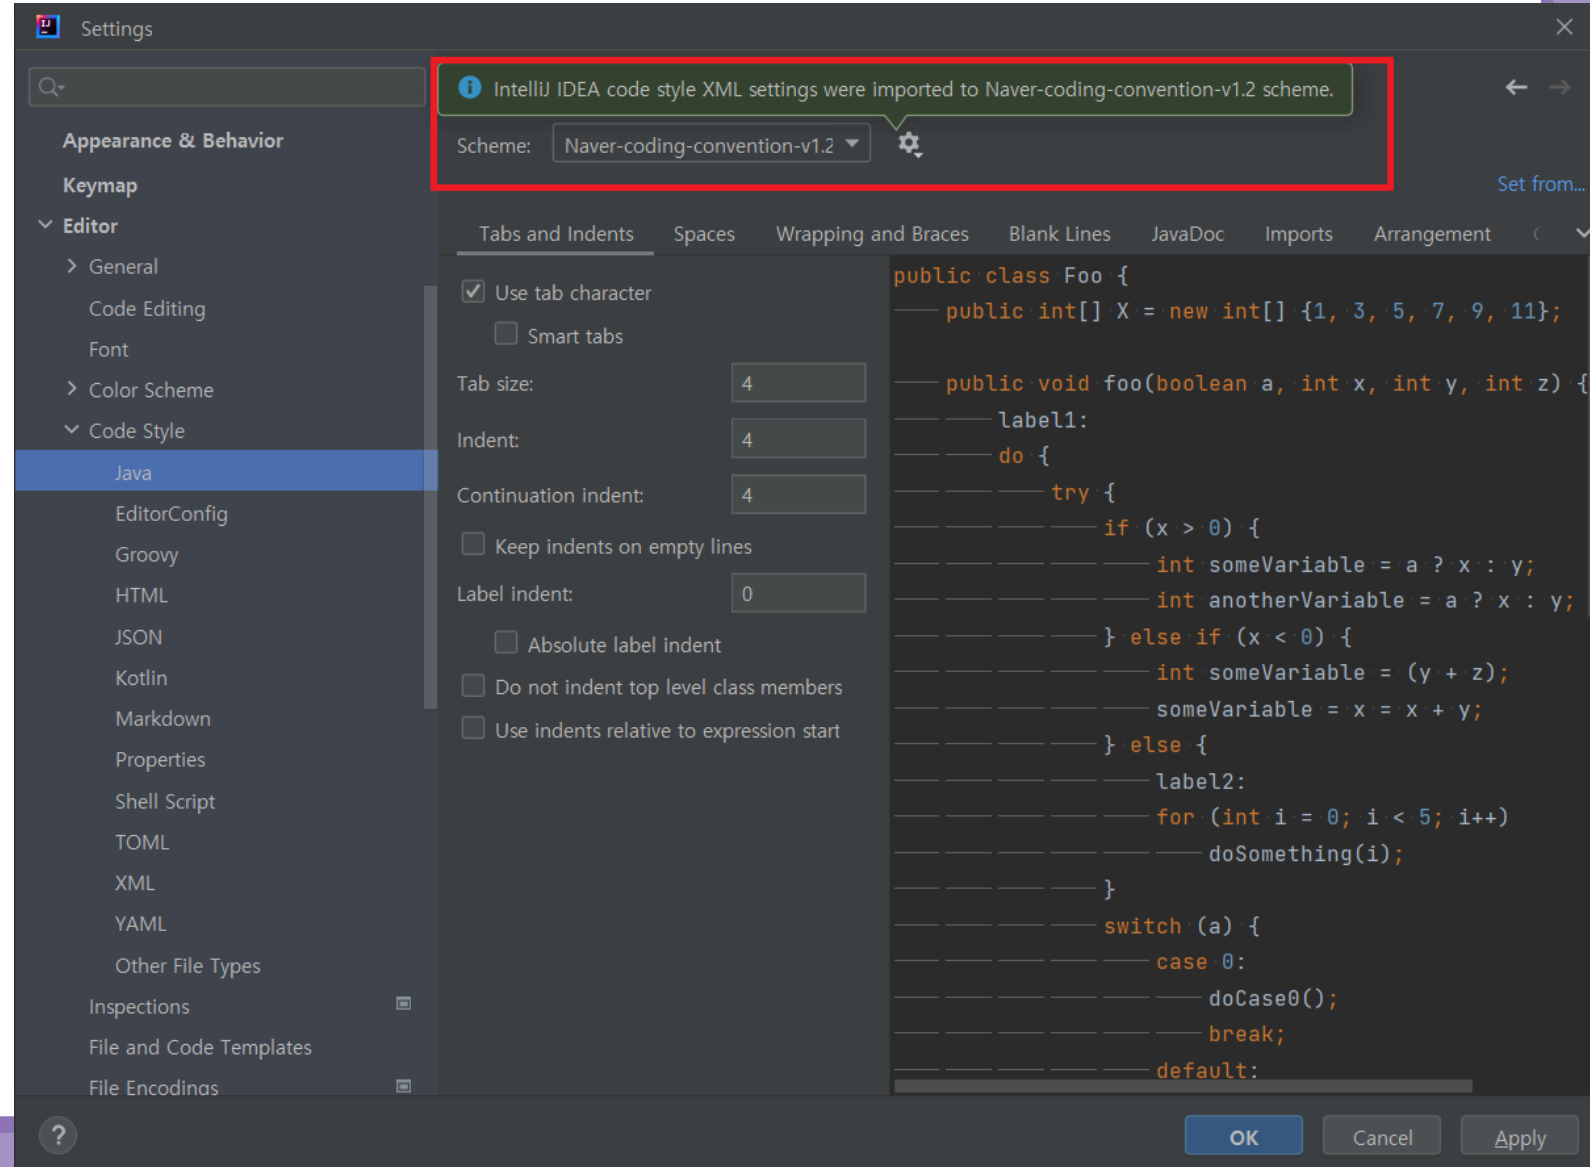 Settings
IntelliJ IDEA code style XML settings were imported to Naver-coding-convention-v1.2 scheme.
Scheme: Naver-coding-convention-v1.2
Set from...
Appearance & Behavior
Keymap
Editor
General
Code Editing
Font
Color Scheme
Code Style
Java
EditorConfig
Groovy
HTML
JSON
Kotlin
Markdown
Properties
Shell Script
TOML
XML
YAML
Other File Types
Inspections
File and Code Templates
File Encodings
Tabs and Indents Spaces Wrapping and Braces Blank Lines JavaDoc Imports Arrangement
Use tab character
Smart tabs
Tab size: 4
Indent: 4
Continuation indent: 4
Keep indents on empty lines
Label indent: 0
Absolute label indent
Do not indent top level class members
Use indents relative to expression start
public class Foo {
public int[] X = new int[] {1, 3, 5, 7, 9, 11};
public void foo(boolean a, int x, int y, int z) {
label1:
do {
try {
if (x > 0) {
int someVariable = a ? x : y;
int anotherVariable = a ? x : y;
} else if (x < 0) {
int someVariable = (y + z);
someVariable = x = x + y;
} else {
label2:
for (int i = 0; i < 5; i++)
doSomething(i);
}
switch (a) {
case 0:
doCase0();
break;
default:
? OK Cancel Apply